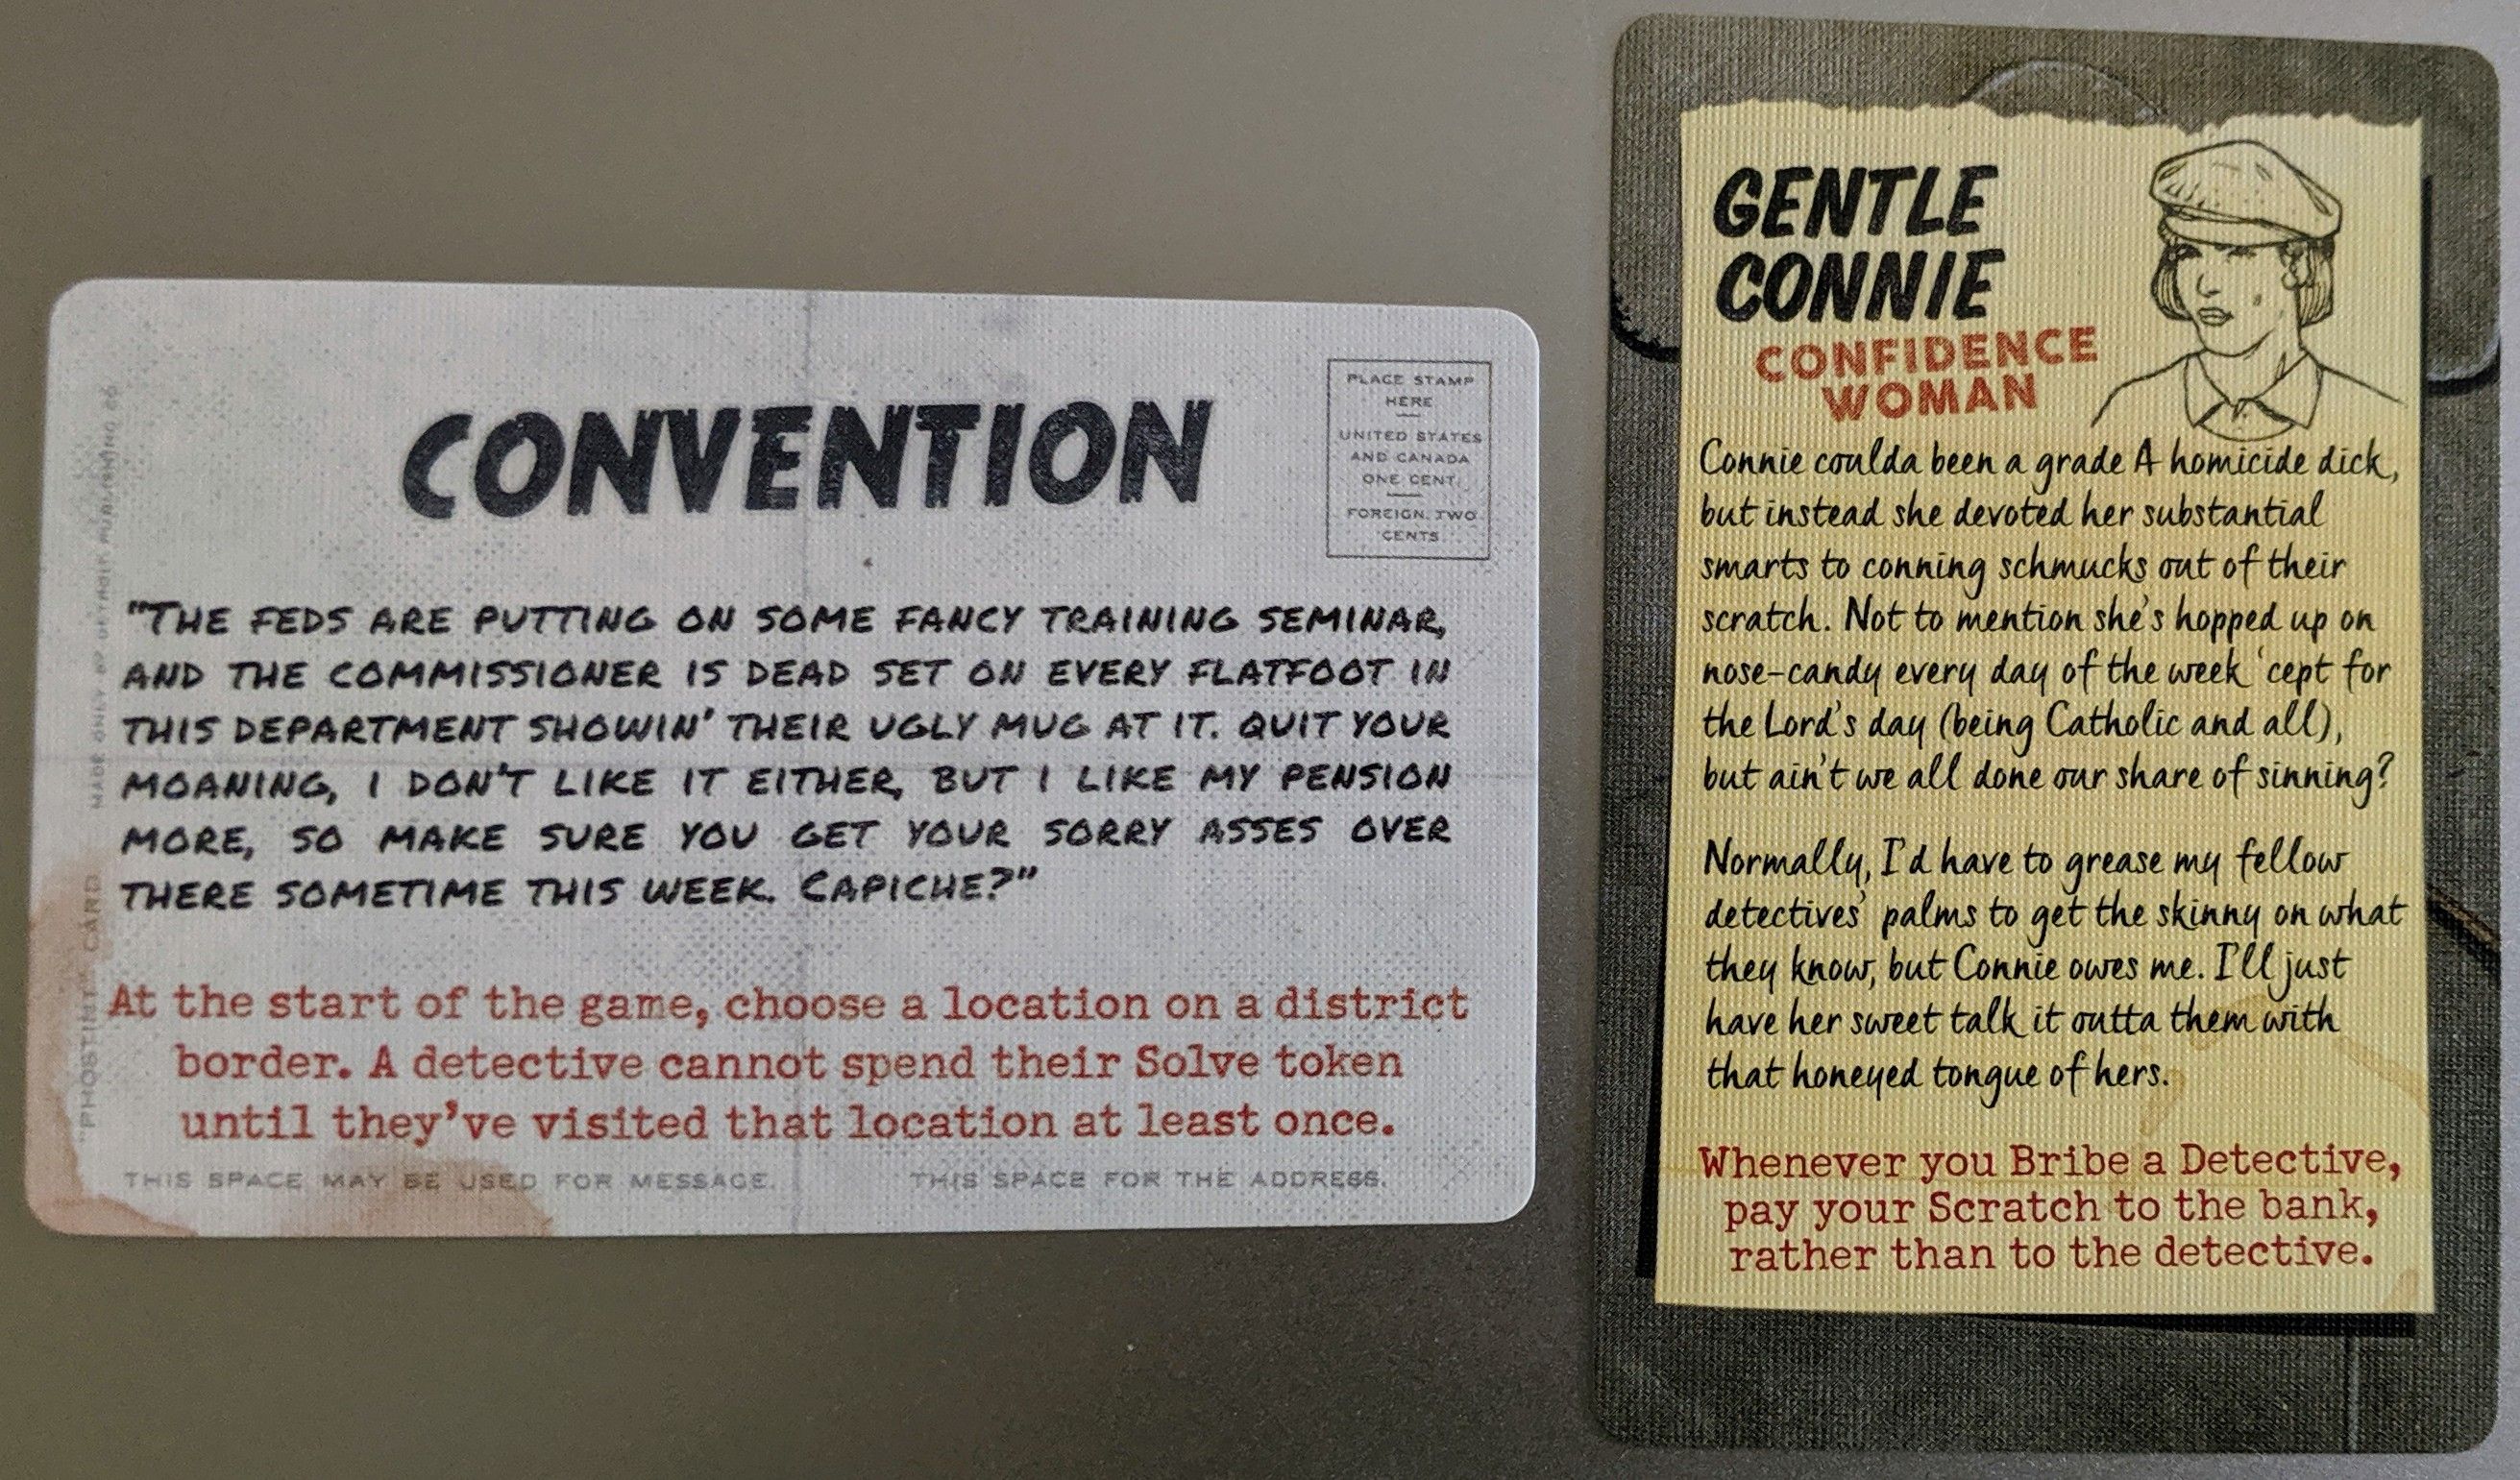 CONVENTION
PLACE STAMP
HERE
UNITED STATES
AND CANADA
ONE CENT
FOREIGN, TWO
CENTS
"THE FEDS ARE PUTTING ON SOME FANCY TRAINING SEMINAR,
AND THE COMMISSIONER IS DEAD SET ON EVERY FLATFOOT IN
THIS DEPARTMENT SHOWIN' THEIR UGLY MUG AT IT. QUIT YOUR
MOANING, I DON'T LIKE IT EITHER, BUT I LIKE MY PENSION
MORE, SO MAKE SURE YOU GET YOUR SORRY ASSES OVER
THERE SOMETIME THIS WEEK. CAPICHE?"
At the start of the game, choose a location on a district
border. A detective cannot spend their Solve token
until they've visited that location at least once.
THIS SPACE MAY BE USED FOR MESSAGE. THIS SPACE FOR THE ADDRESS.
"PHOSTINT" CARD MADE ONLY BY DETROIT PUBLISHING CO
GENTLE
CONNIE
CONFIDENCE
WOMAN
Connie coulda been a grade A homicide dick,
but instead she devoted her substantial
smarts to conning schmucks out of their
scratch. Not to mention she's hopped up on
nose-candy every day of the week 'cept for
the Lord's day (being Catholic and all),
but ain't we all done our share of sinning?
Normally, I'd have to grease my fellow
detectives' palms to get the skinny on what
they know, but Connie owes me. I'll just
have her sweet talk it outta them with
that honeyed tongue of hers.
Whenever you Bribe a Detective,
pay your Scratch to the bank,
rather than to the detective.